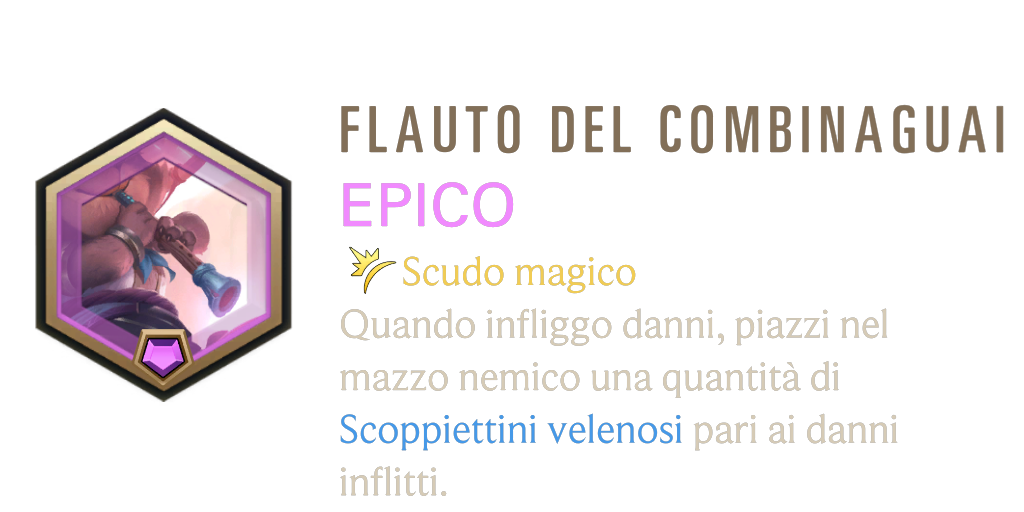 FLAUTO DEL COMBINAGUAI
EPICO
Scudo magico
Quando infliggo danni, piazzi nel
mazzo nemico una quantità di
Scoppiettini velenosi pari ai danni
inflitti.